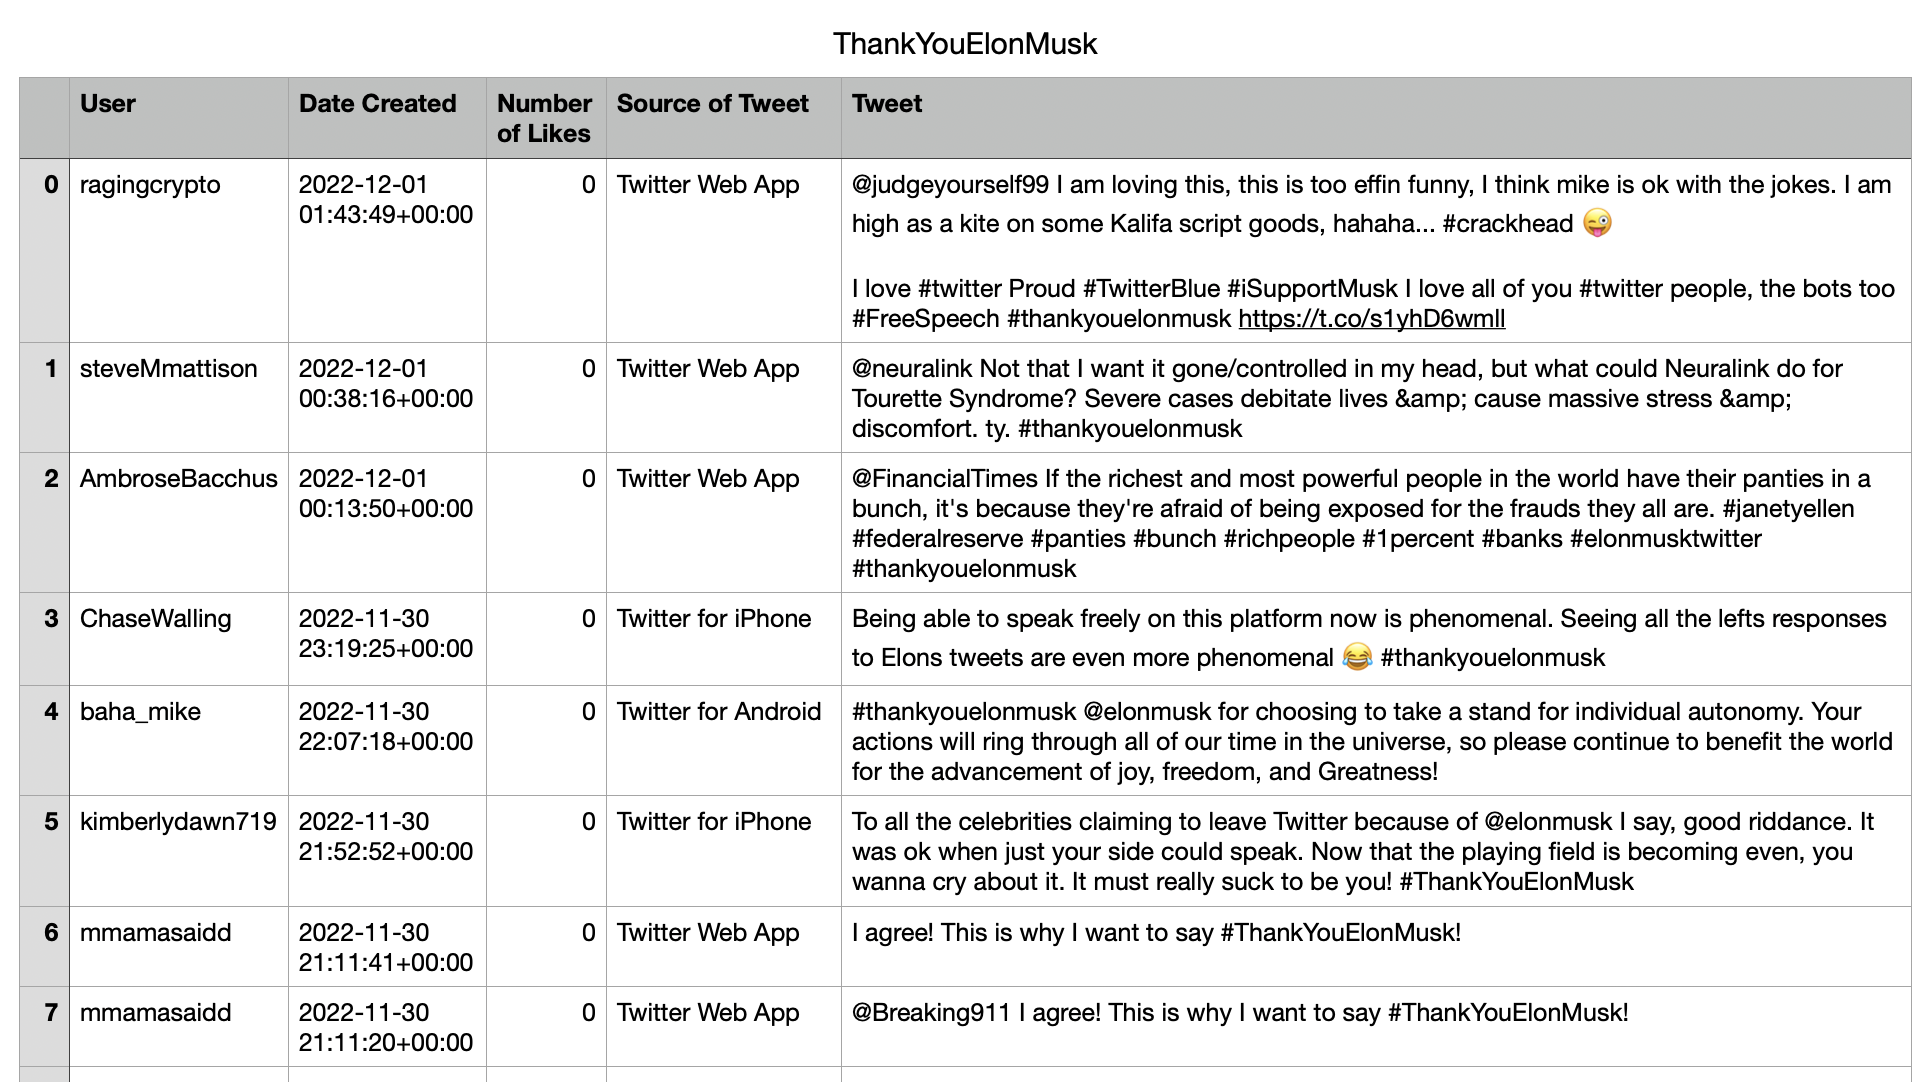 ThankYouElonMusk
User Date Created Number of Likes Source of Tweet Tweet
0 ragingcrypto 2022-12-01 01:43:49+00:00 0 Twitter Web App @judgeyourself99 I am loving this, this is too effin funny, I think mike is ok with the jokes. I am
high as a kite on some Kalifa script goods, hahaha... #crackhead 😜
I love #twitter Proud #TwitterBlue #iSupportMusk I love all of you #twitter people, the bots too
#FreeSpeech #thankyouelonmusk https://t.co/s1yhD6wmll
1 steveMmattison 2022-12-01 00:38:16+00:00 0 Twitter Web App @neuralink Not that I want it gone/controlled in my head, but what could Neuralink do for
Tourette Syndrome? Severe cases debitate lives &amp; cause massive stress &amp;
discomfort. ty. #thankyouelonmusk
2 AmbroseBacchus 2022-12-01 00:13:50+00:00 0 Twitter Web App @FinancialTimes If the richest and most powerful people in the world have their panties in a
bunch, it's because they're afraid of being exposed for the frauds they all are. #janetyellen
#federalreserve #panties #bunch #richpeople #1percent #banks #elonmusktwitter
#thankyouelonmusk
3 ChaseWalling 2022-11-30 23:19:25+00:00 0 Twitter for iPhone Being able to speak freely on this platform now is phenomenal. Seeing all the lefts responses
to Elons tweets are even more phenomenal 😂 #thankyouelonmusk
4 baha_mike 2022-11-30 22:07:18+00:00 0 Twitter for Android #thankyouelonmusk @elonmusk for choosing to take a stand for individual autonomy. Your
actions will ring through all of our time in the universe, so please continue to benefit the world
for the advancement of joy, freedom, and Greatness!
5 kimberlydawn719 2022-11-30 21:52:52+00:00 0 Twitter for iPhone To all the celebrities claiming to leave Twitter because of @elonmusk I say, good riddance. It
was ok when just your side could speak. Now that the playing field is becoming even, you
wanna cry about it. It must really suck to be you! #ThankYouElonMusk
6 mmamasaidd 2022-11-30 21:11:41+00:00 0 Twitter Web App I agree! This is why I want to say #ThankYouElonMusk!
7 mmamasaidd 2022-11-30 21:11:20+00:00 0 Twitter Web App @Breaking911 I agree! This is why I want to say #ThankYouElonMusk!